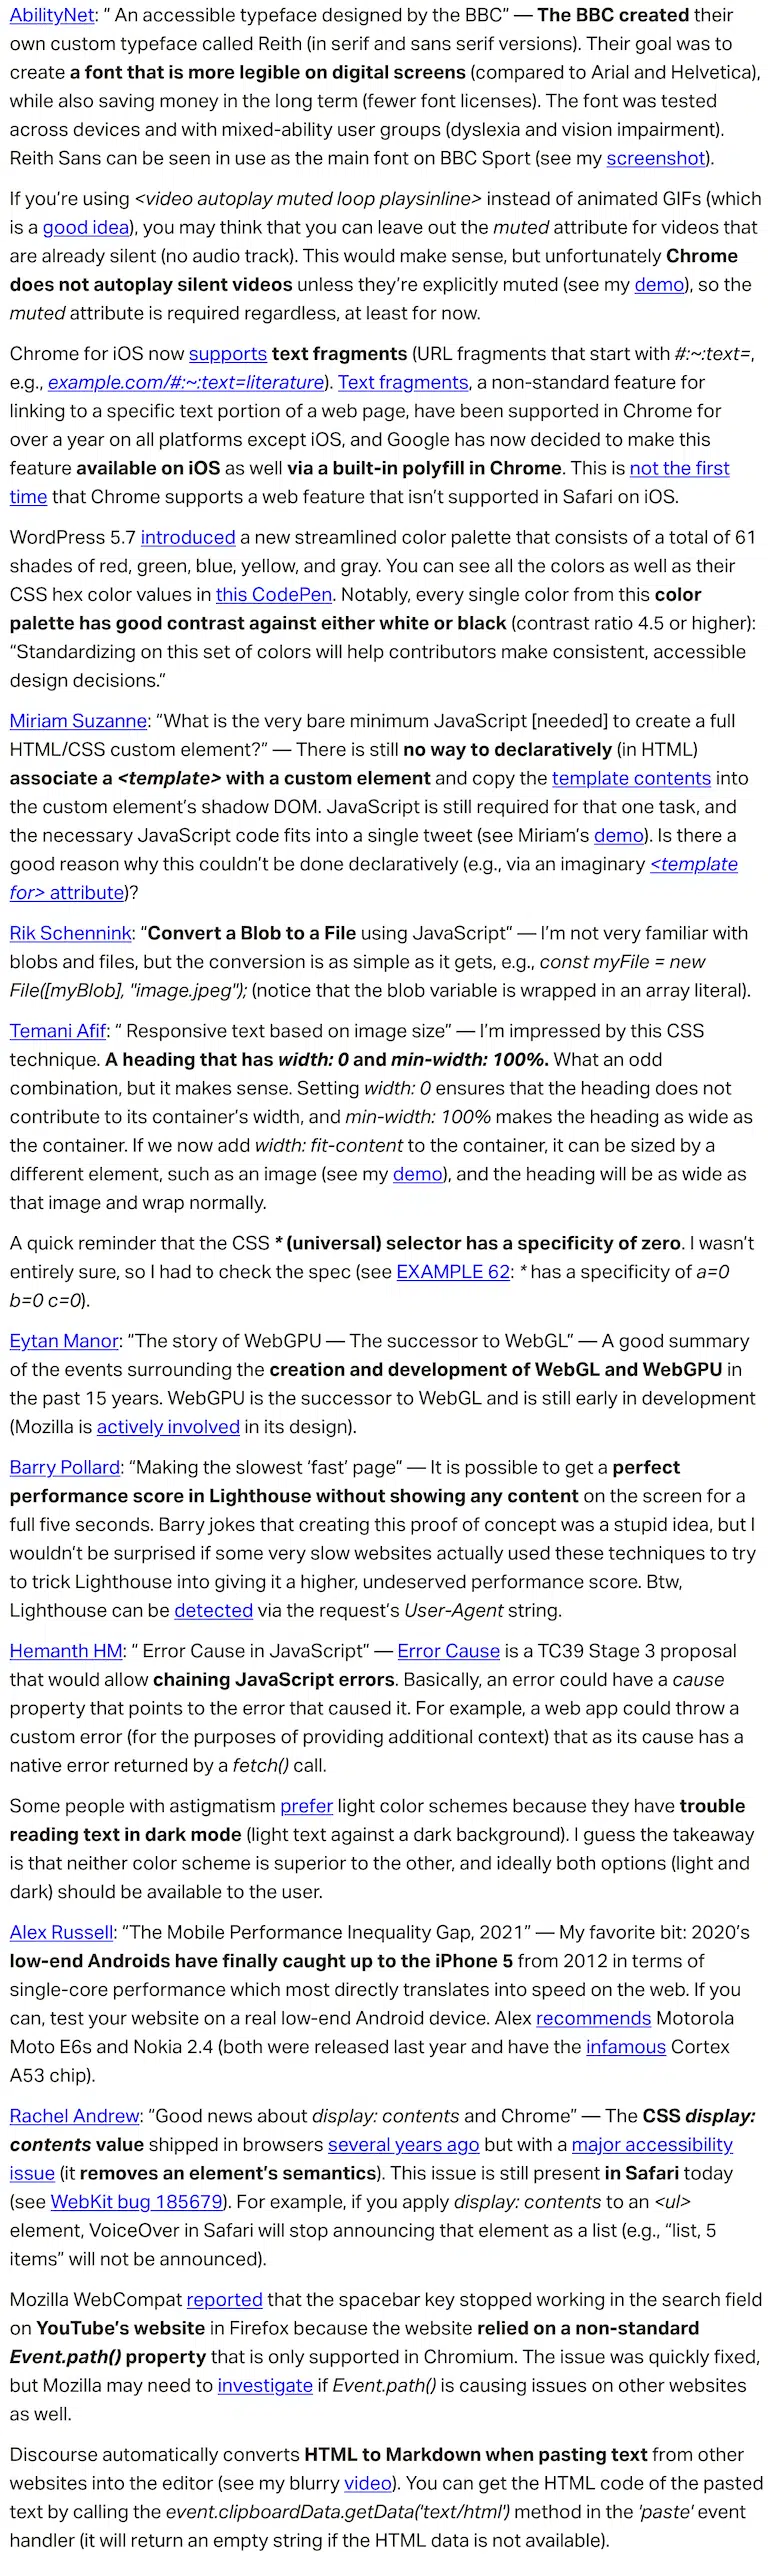 AbilityNet: “ An accessible typeface designed by the BBC” — The BBC created their
own custom typeface called Reith (in serif and sans serif versions). Their goal was to
create a font that is more legible on digital screens (compared to Arial and Helvetica),
while also saving money in the long term (fewer font licenses). The font was tested
across devices and with mixed-ability user groups (dyslexia and vision impairment).
Reith Sans can be seen in use as the main font on BBC Sport (see my screenshot).
If you’re using <video autoplay muted loop playsinline> instead of animated GIFs (which
is a good idea), you may think that you can leave out the muted attribute for videos that
are already silent (no audio track). This would make sense, but unfortunately Chrome
does not autoplay silent videos unless they’re explicitly muted (see my demo), so the
muted attribute is required regardless, at least for now.
Chrome for iOS now supports text fragments (URL fragments that start with #:~:text=,
e.g., example.com/#:~:text=literature). Text fragments, a non-standard feature for
linking to a specific text portion of a web page, have been supported in Chrome for
over a year on all platforms except iOS, and Google has now decided to make this
feature available on iOS as well via a built-in polyfill in Chrome. This is not the first
time that Chrome supports a web feature that isn’t supported in Safari on iOS.
WordPress 5.7 introduced a new streamlined color palette that consists of a total of 61
shades of red, green, blue, yellow, and gray. You can see all the colors as well as their
CSS hex color values in this CodePen. Notably, every single color from this color
palette has good contrast against either white or black (contrast ratio 4.5 or higher):
“Standardizing on this set of colors will help contributors make consistent, accessible
design decisions.”
Miriam Suzanne: “What is the very bare minimum JavaScript [needed] to create a full
HTML/CSS custom element?” — There is still no way to declaratively (in HTML)
associate a <template> with a custom element and copy the template contents into
the custom element’s shadow DOM. JavaScript is still required for that one task, and
the necessary JavaScript code fits into a single tweet (see Miriam’s demo). Is there a
good reason why this couldn’t be done declaratively (e.g., via an imaginary <template
for> attribute)?
Rik Schennink: “Convert a Blob to a File using JavaScript” — I’m not very familiar with
blobs and files, but the conversion is as simple as it gets, e.g., const myFile = new
File([myBlob], "image.jpeg"); (notice that the blob variable is wrapped in an array literal).
Temani Afif: “ Responsive text based on image size” — I’m impressed by this CSS
technique. A heading that has width: 0 and min-width: 100%. What an odd
combination, but it makes sense. Setting width: 0 ensures that the heading does not
contribute to its container’s width, and min-width: 100% makes the heading as wide as
the container. If we now add width: fit-content to the container, it can be sized by a
different element, such as an image (see my demo), and the heading will be as wide as
that image and wrap normally.
A quick reminder that the CSS * (universal) selector has a specificity of zero. I wasn’t
entirely sure, so I had to check the spec (see EXAMPLE 62: * has a specificity of a=0
b=0 c=0).
Eytan Manor: “The story of WebGPU — The successor to WebGL” — A good summary
of the events surrounding the creation and development of WebGL and WebGPU in
the past 15 years. WebGPU is the successor to WebGL and is still early in development
(Mozilla is actively involved in its design).
Barry Pollard: “Making the slowest ‘fast’ page” — It is possible to get a perfect
performance score in Lighthouse without showing any content on the screen for a
full five seconds. Barry jokes that creating this proof of concept was a stupid idea, but I
wouldn’t be surprised if some very slow websites actually used these techniques to try
to trick Lighthouse into giving it a higher, undeserved performance score. Btw,
Lighthouse can be detected via the request’s User-Agent string.
Hemanth HM: “ Error Cause in JavaScript” — Error Cause is a TC39 Stage 3 proposal
that would allow chaining JavaScript errors. Basically, an error could have a cause
property that points to the error that caused it. For example, a web app could throw a
custom error (for the purposes of providing additional context) that as its cause has a
native error returned by a fetch() call.
Some people with astigmatism prefer light color schemes because they have trouble
reading text in dark mode (light text against a dark background). I guess the takeaway
is that neither color scheme is superior to the other, and ideally both options (light and
dark) should be available to the user.
Alex Russell: “The Mobile Performance Inequality Gap, 2021” — My favorite bit: 2020’s
low-end Androids have finally caught up to the iPhone 5 from 2012 in terms of
single-core performance which most directly translates into speed on the web. If you
can, test your website on a real low-end Android device. Alex recommends Motorola
Moto E6s and Nokia 2.4 (both were released last year and have the infamous Cortex
A53 chip).
Rachel Andrew: “Good news about display: contents and Chrome” — The CSS display:
contents value shipped in browsers several years ago but with a major accessibility
issue (it removes an element’s semantics). This issue is still present in Safari today
(see WebKit bug 185679). For example, if you apply display: contents to an <ul>
element, VoiceOver in Safari will stop announcing that element as a list (e.g., “list, 5
items” will not be announced).
Mozilla WebCompat reported that the spacebar key stopped working in the search field
on YouTube’s website in Firefox because the website relied on a non-standard
Event.path() property that is only supported in Chromium. The issue was quickly fixed,
but Mozilla may need to investigate if Event.path() is causing issues on other websites
as well.
Discourse automatically converts HTML to Markdown when pasting text from other
websites into the editor (see my blurry video). You can get the HTML code of the pasted
text by calling the event.clipboardData.getData('text/html') method in the 'paste' event
handler (it will return an empty string if the HTML data is not available).